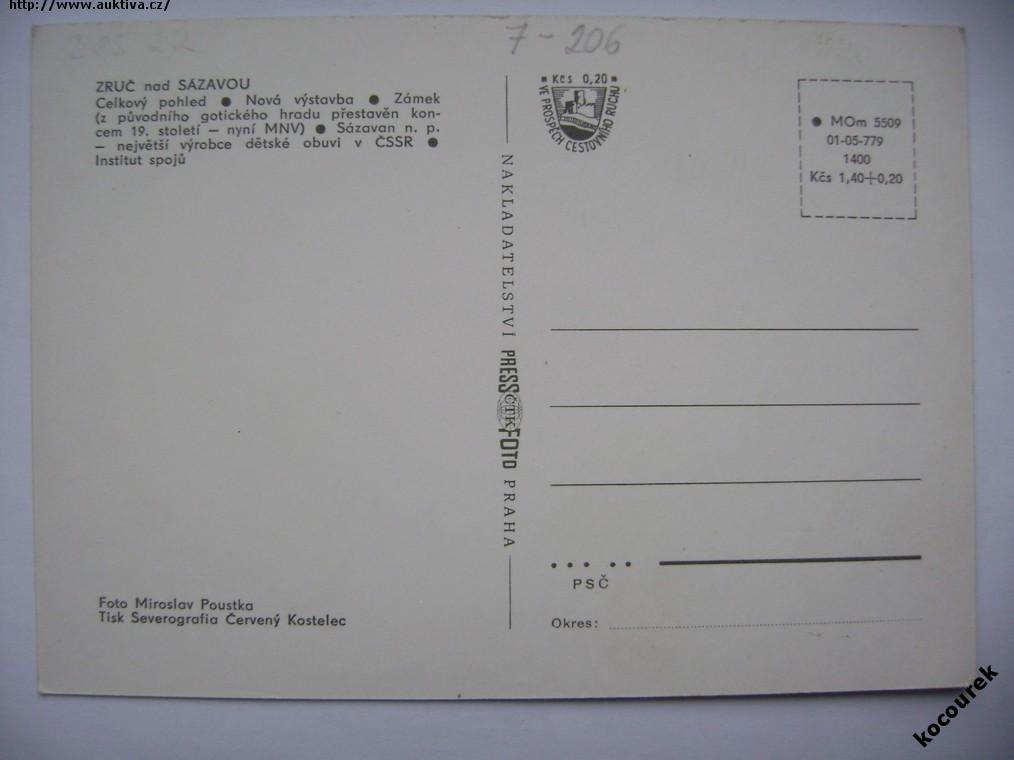 http://www.auktiva.cz/
7-206
ZRUČ nad SÁZAVOU
Celkový pohled ● Nová výstavba ● Zámek
(z původního gotického hradu přestavěn kon-
cem 19. století – nyní MNV) ● Sázavan n. p.
– největší výrobce dětské obuvi v ČSSR ●
Institut spojů
Kčs 0,20
VE PROSPĚCH CESTOVNÍHO RUCHU
● MOm 5509
01-05-779
1400
Kčs 1,40+0,20
NAKLADATELSTVI PRESSFOTO PRAHA
ČTK
PSČ
Okres:
Foto Miroslav Poustka
Tisk Severografia Červený Kostelec
kocourek